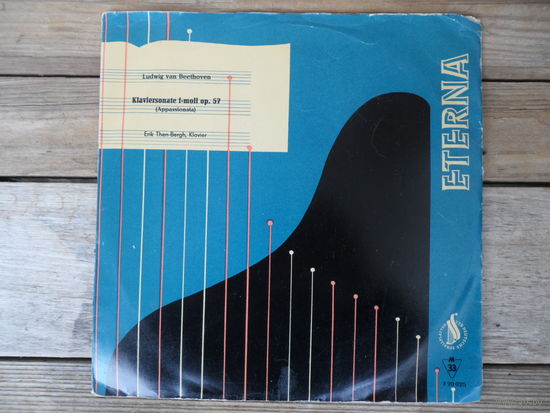 Ludwig van Beethoven
Klaviersonate f-moll op. 57
(Appassionata)
Erik Then-Bergh, Klavier
ETERNA
M
33